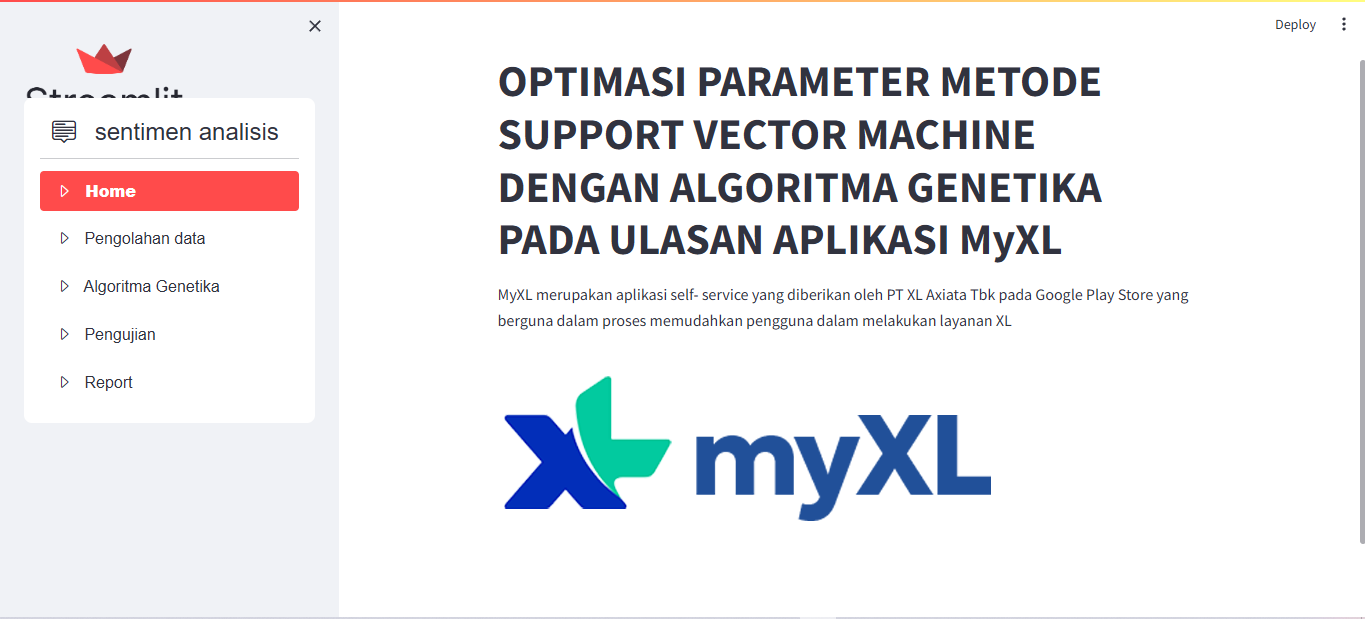 Deploy
Streamlit
sentimen analisis
Home
Pengolahan data
Algoritma Genetika
Pengujian
Report
OPTIMASI PARAMETER METODE
SUPPORT VECTOR MACHINE
DENGAN ALGORITMA GENETIKA
PADA ULASAN APLIKASI MyXL
MyXL merupakan aplikasi self- service yang diberikan oleh PT XL Axiata Tbk pada Google Play Store yang
berguna dalam proses memudahkan pengguna dalam melakukan layanan XL
XL myXL